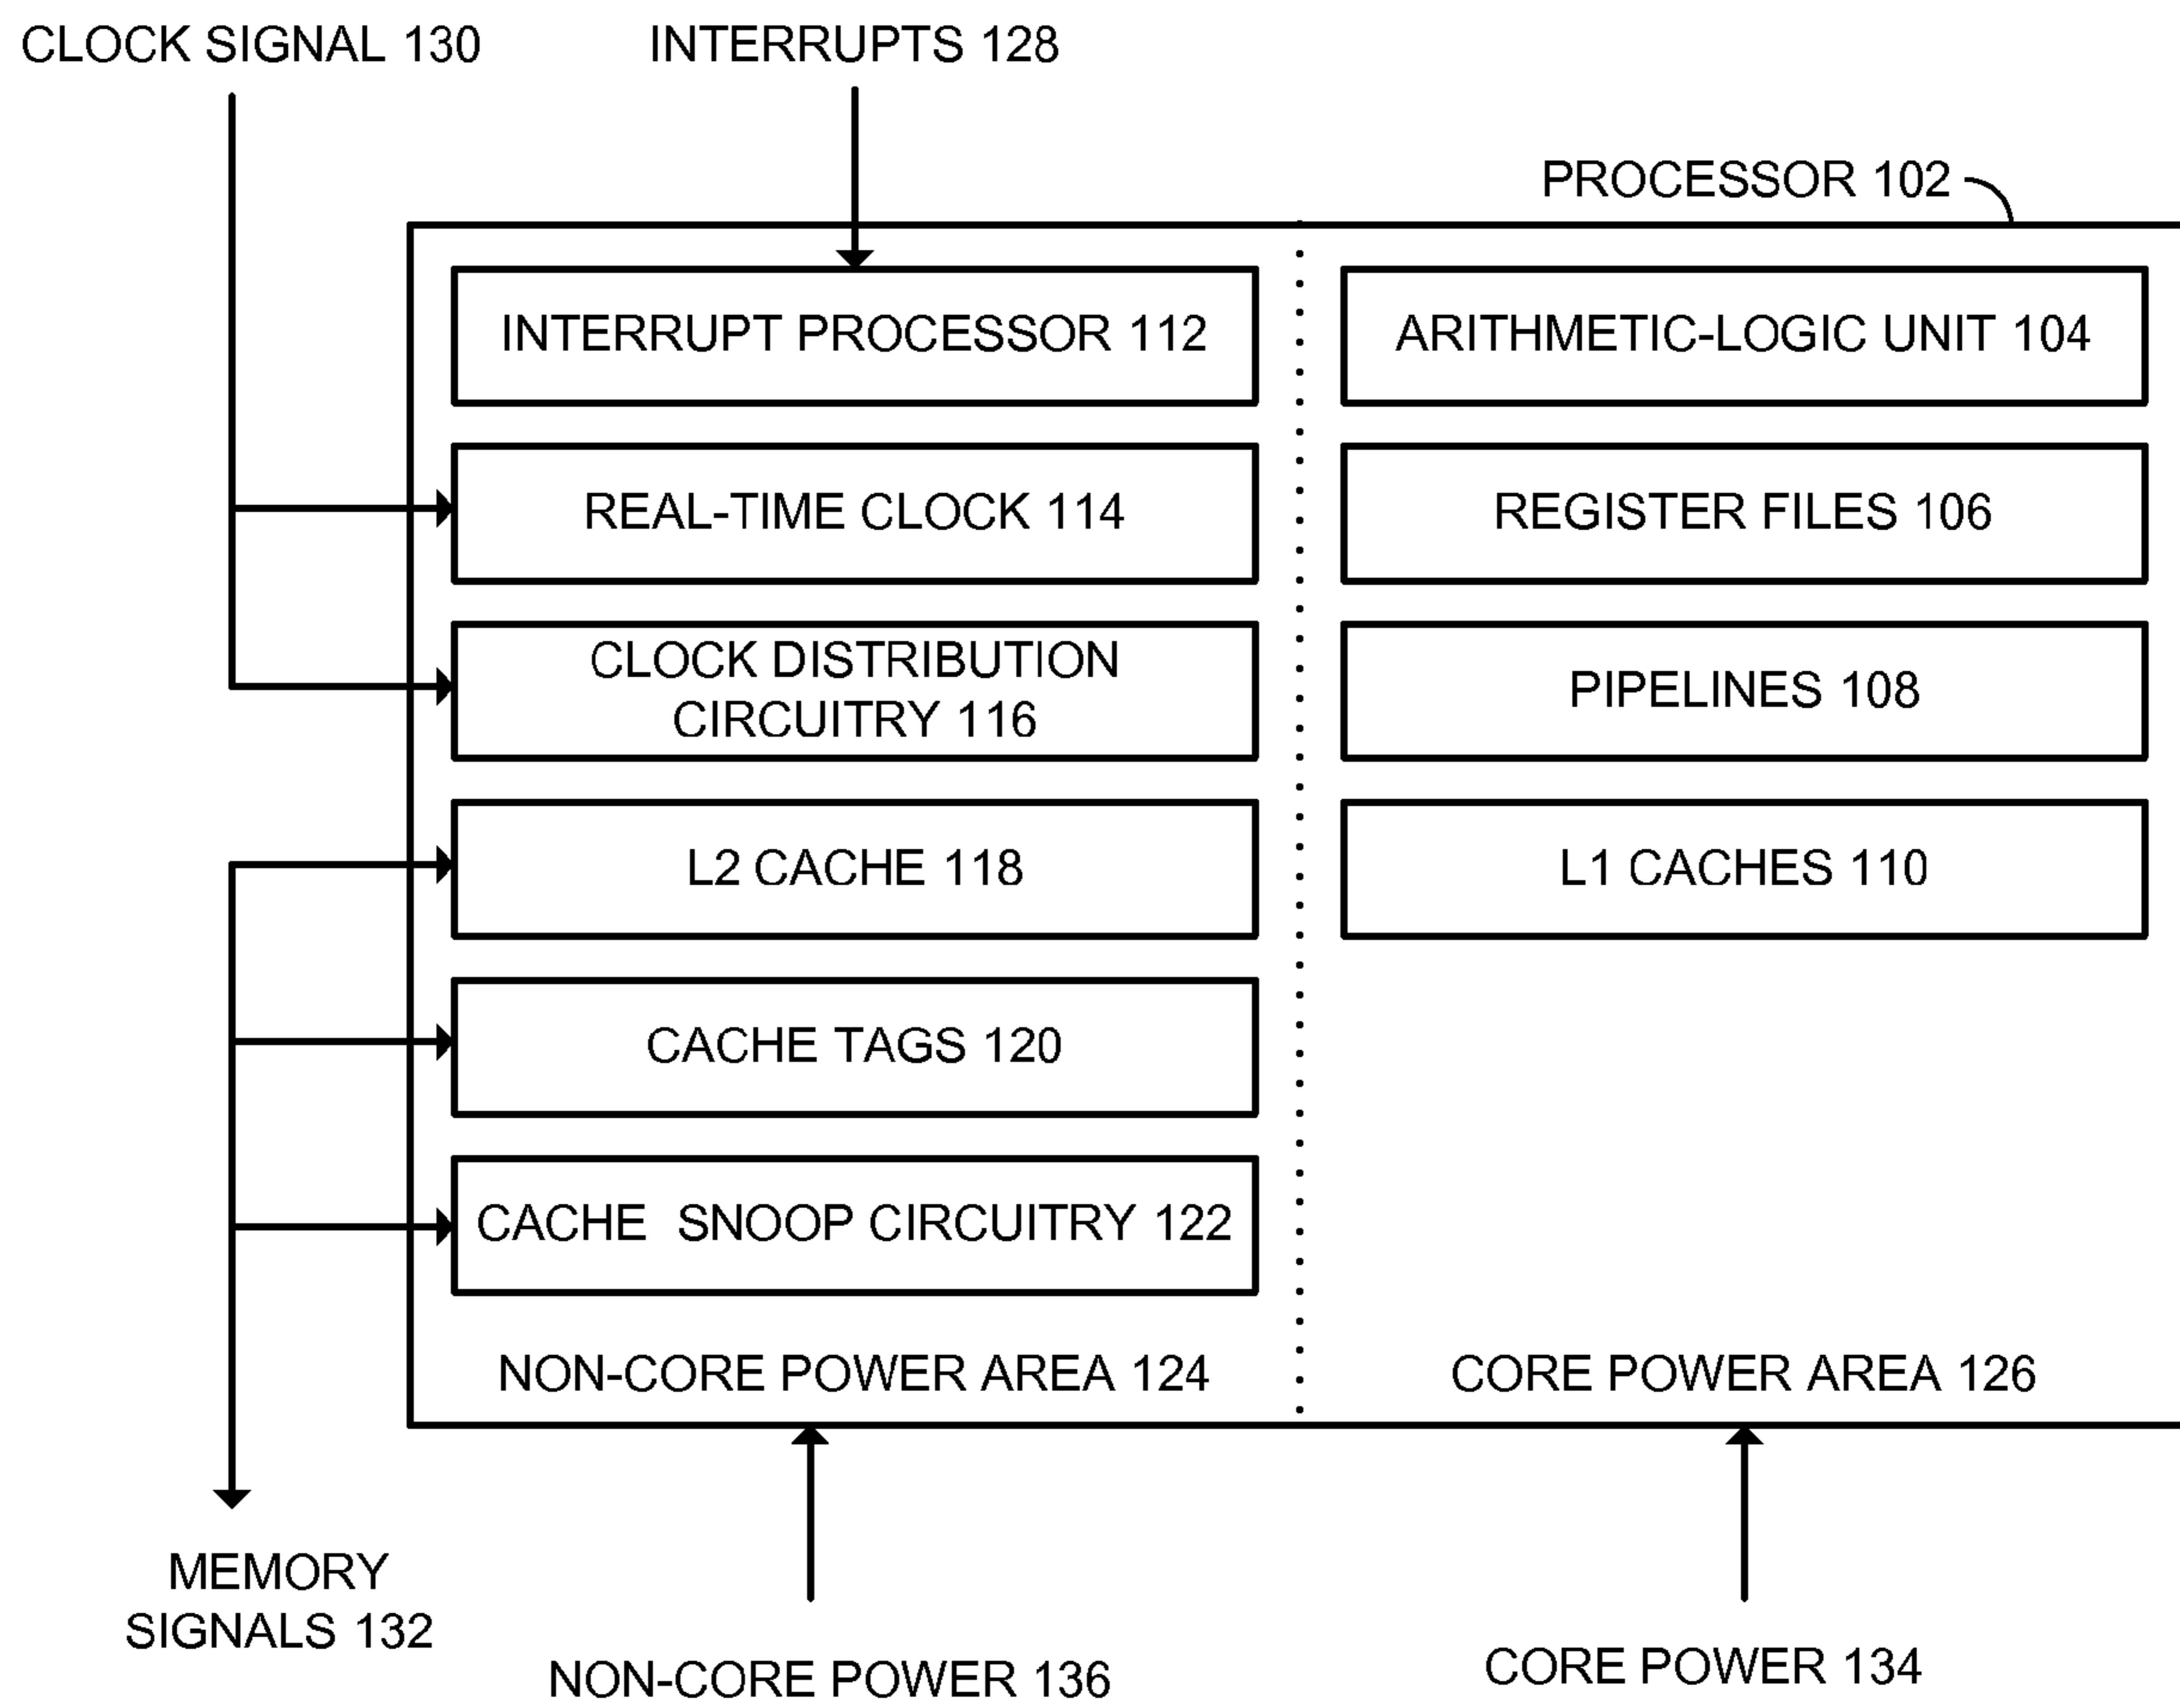 CLOCK SIGNAL 130
INTERRUPTS 128
PROCESSOR 102
INTERRUPT PROCESSOR 112
ARITHMETIC-LOGIC UNIT 104
REAL-TIME CLOCK 114
REGISTER FILES 106
CLOCK DISTRIBUTION
CIRCUITRY 116
PIPELINES 108
L2 CACHE 118
L1 CACHES 110
CACHE TAGS 120
CACHE SNOOP CIRCUITRY 122
NON-CORE POWER AREA 124
CORE POWER AREA 126
MEMORY
SIGNALS 132
NON-CORE POWER 136
CORE POWER 134